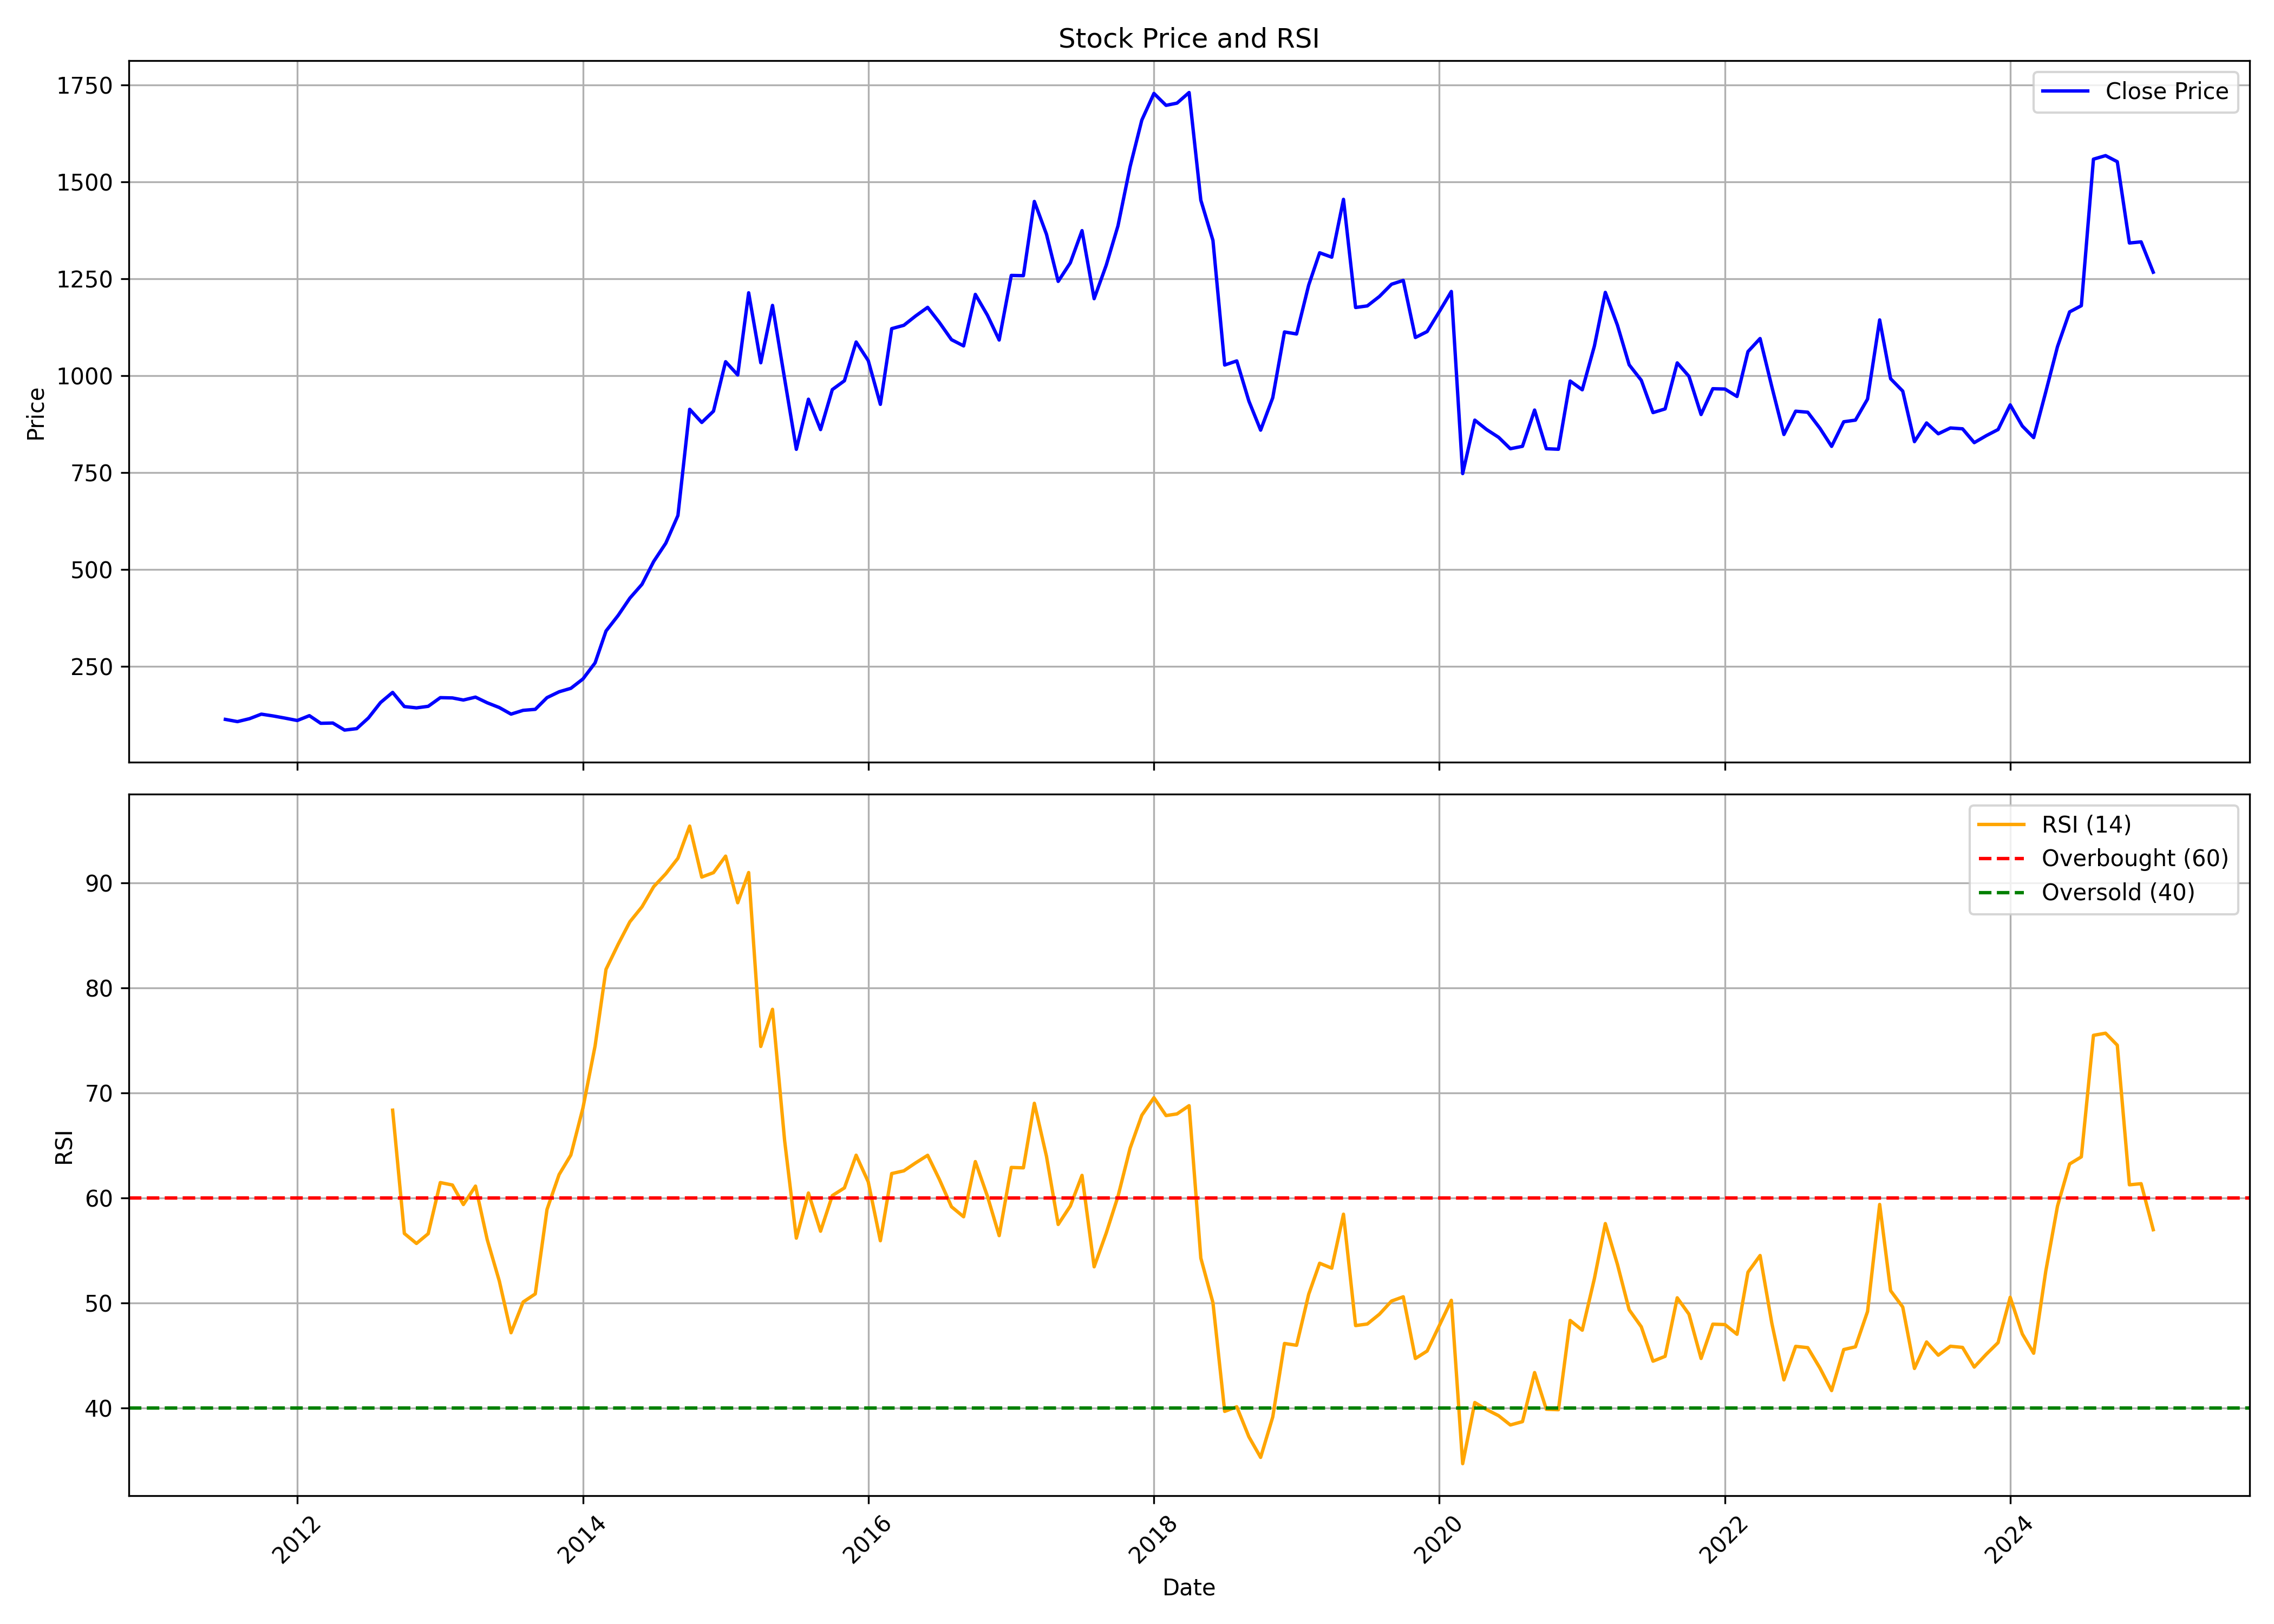 Stock Price and RSI
1750
1500
1250
1000
750
500
250
Price
Close Price
90
80
70
60
50
40
RSI
RSI (14)
Overbought (60)
Oversold (40)
2012
2014
2016
2018
2020
2022
2024
Date